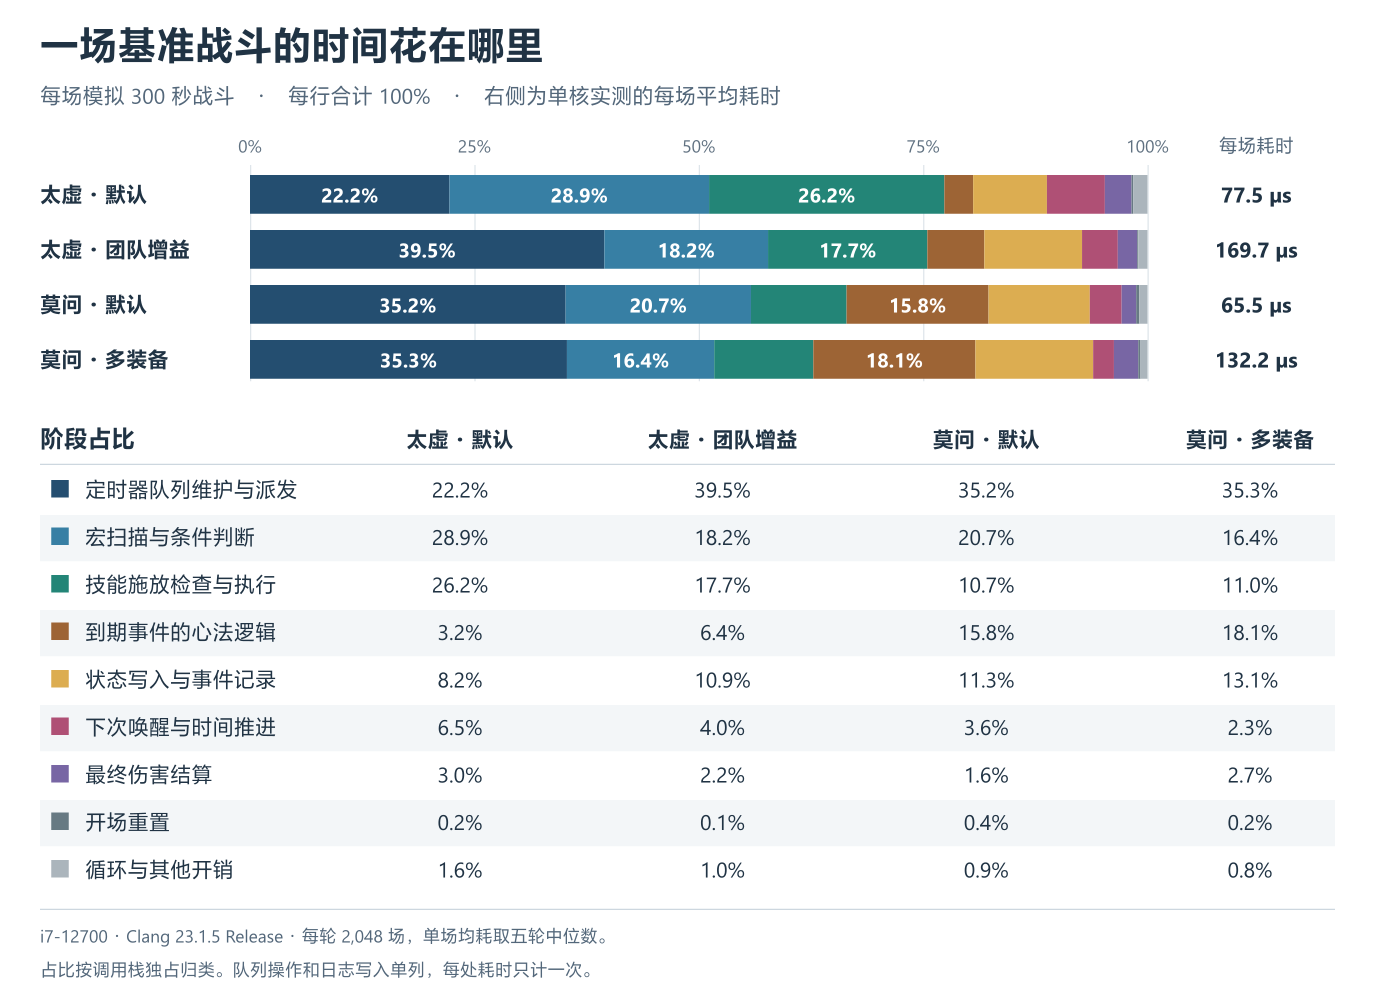 一场基准战斗的时间花在哪里
每场模拟 300 秒战斗 · 每行合计 100% · 右侧为单核实测的每场平均耗时
0% 25% 50% 75% 100% 每场耗时
太虚 · 默认 22.2% 28.9% 26.2% 77.5 μs
太虚 · 团队增益 39.5% 18.2% 17.7% 169.7 μs
莫问 · 默认 35.2% 20.7% 15.8% 65.5 μs
莫问 · 多装备 35.3% 16.4% 18.1% 132.2 μs
阶段占比 太虚 · 默认 太虚 · 团队增益 莫问 · 默认 莫问 · 多装备
定时器队列维护与派发 22.2% 39.5% 35.2% 35.3%
宏扫描与条件判断 28.9% 18.2% 20.7% 16.4%
技能施放检查与执行 26.2% 17.7% 10.7% 11.0%
到期事件的心法逻辑 3.2% 6.4% 15.8% 18.1%
状态写入与事件记录 8.2% 10.9% 11.3% 13.1%
下次唤醒与时间推进 6.5% 4.0% 3.6% 2.3%
最终伤害结算 3.0% 2.2% 1.6% 2.7%
开场重置 0.2% 0.1% 0.4% 0.2%
循环与其他开销 1.6% 1.0% 0.9% 0.8%
i7-12700 · Clang 23.1.5 Release · 每轮 2,048 场，单场均耗取五轮中位数。
占比按调用栈独占归类。队列操作和日志写入单列，每处耗时只计一次。